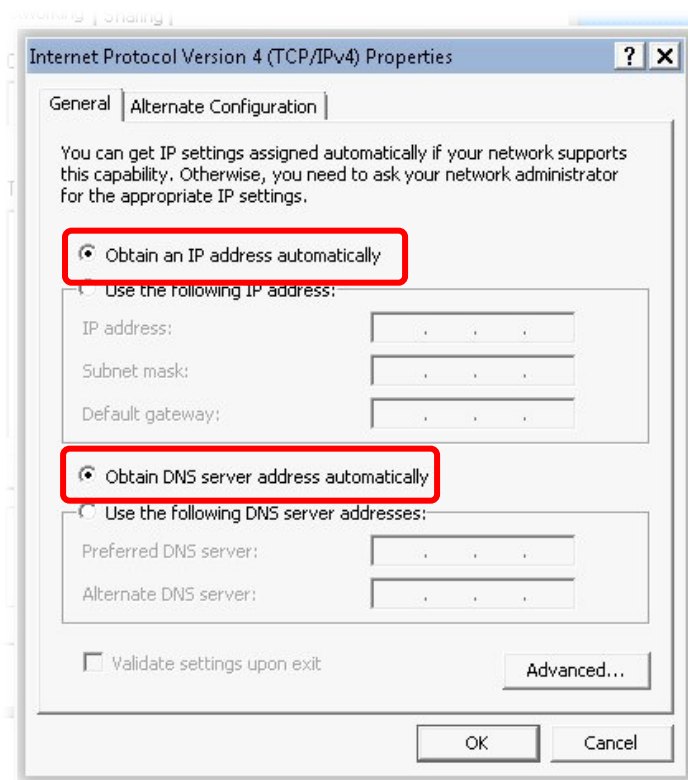 Internet Protocol Version 4 (TCP/IPv4) Properties
General
Alternate Configuration
You can get IP settings assigned automatically if your network supports
this capability. Otherwise, you need to ask your network administrator
for the appropriate IP settings.
Obtain an IP address automatically
Use the following IP address:
IP address:
Subnet mask:
Default gateway:
Obtain DNS server address automatically
Use the following DNS server addresses:
Preferred DNS server:
Alternate DNS server:
Validate settings upon exit
Advanced...
OK
Cancel